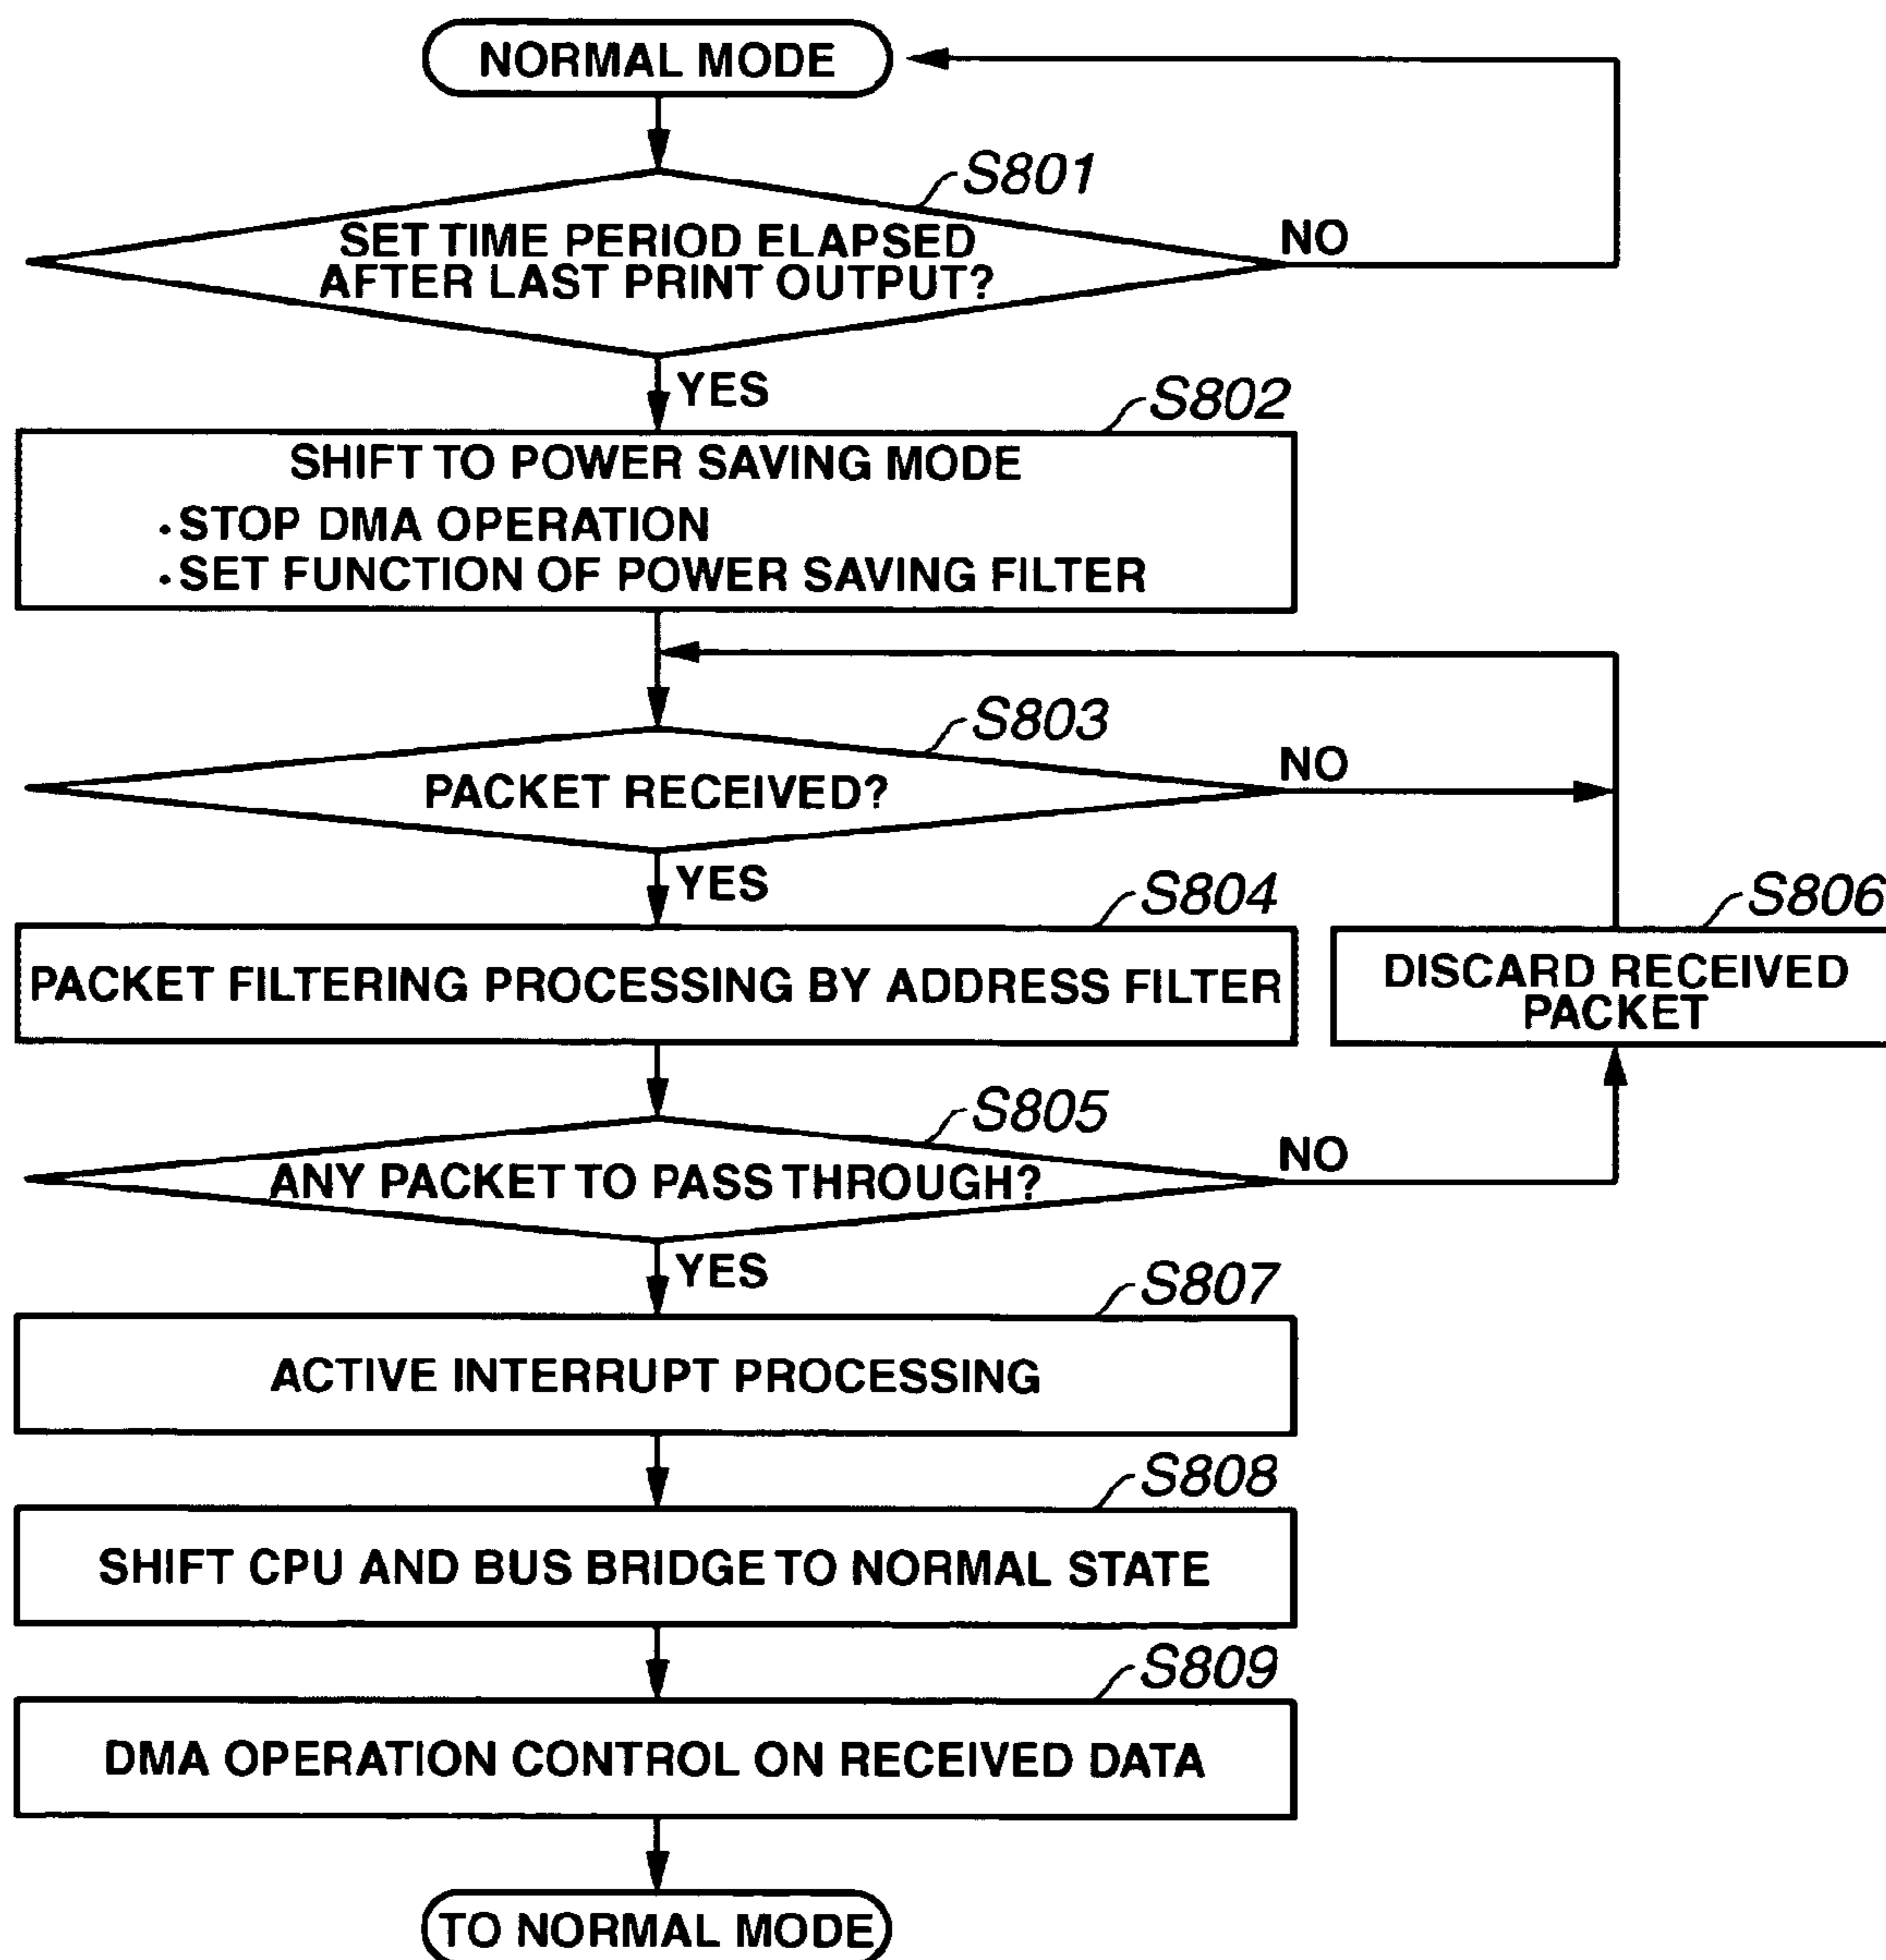 NORMAL MODE
S801
SET TIME PERIOD ELAPSED
AFTER LAST PRINT OUTPUT?
NO
YES
S802
SHIFT TO POWER SAVING MODE
·STOP DMA OPERATION
·SET FUNCTION OF POWER SAVING FILTER
S803
PACKET RECEIVED?
NO
YES
S804
PACKET FILTERING PROCESSING BY ADDRESS FILTER
S806
DISCARD RECEIVED
PACKET
S805
ANY PACKET TO PASS THROUGH?
NO
YES
S807
ACTIVE INTERRUPT PROCESSING
S808
SHIFT CPU AND BUS BRIDGE TO NORMAL STATE
S809
DMA OPERATION CONTROL ON RECEIVED DATA
TO NORMAL MODE